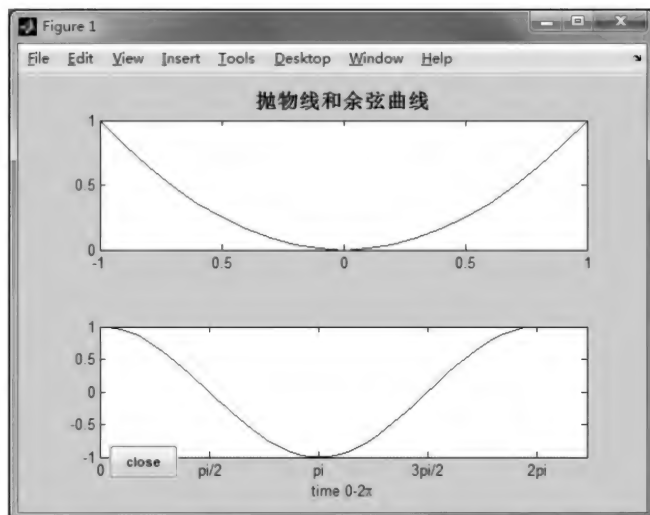 Figure 1
File Edit View Insert Tools Desktop Window Help
抛物线和余弦曲线
1
0.5
0
-1 0.5 0 0.5 1
1
0.5
0
-0.5
-1
0 close pi/2 pi 3pi/2 2pi
time 0-2π